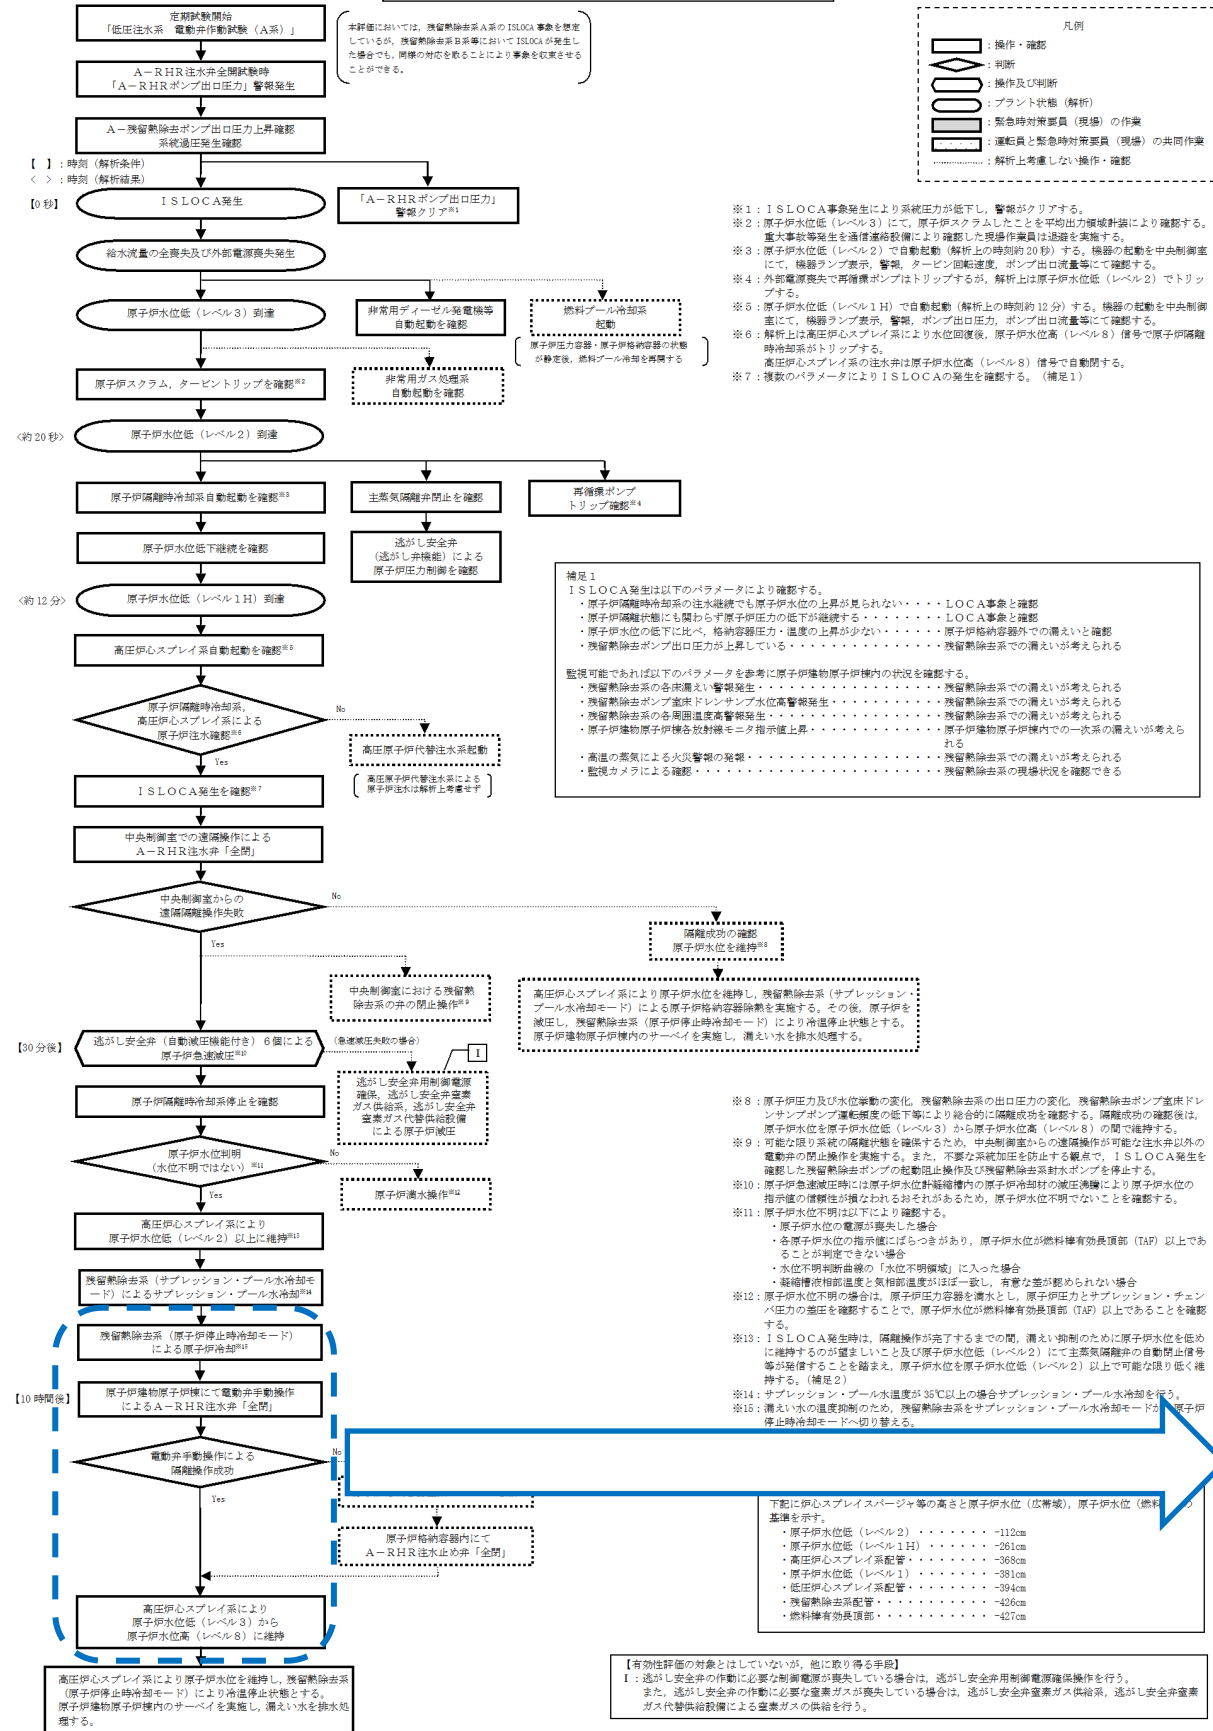 定期試験開始
「低圧注水系　電動弁作動試験（A系）」
本評価においては，残留熱除去系A系のISLOCA事象を想定
しているが，残留熱除去系B系等においてISLOCAが発生し
た場合でも，同様の対応を取ることにより事象を収束させる
ことができる。
凡例
：操作・確認
：判断
：操作及び判断
：プラント状態（解析）
：緊急時対策要員（現場）の作業
：運転員と緊急時対策要員（現場）の共同作業
：解析上考慮しない操作・確認
A－RHR注水弁全開試験時
「A－RHRポンプ出口圧力」警報発生
A－残留熱除去ポンプ出口圧力上昇確認
系統過圧発生確認
【　】：時刻（解析条件）
＜　＞：時刻（解析結果）
【0秒】
ISLOCA発生
「A－RHRポンプ出口圧力」
警報クリア※1
給水流量の全喪失及び外部電源喪失発生
原子炉水位低（レベル3）到達
非常用ディーゼル発電機等
自動起動を確認
燃料プール冷却系
起動
原子炉圧力容器・原子炉格納容器の状態
が静定後，燃料プール冷却を再開する
原子炉スクラム，タービントリップを確認※2
非常用ガス処理系
自動起動を確認
＜約20秒＞
原子炉水位低（レベル2）到達
原子炉隔離時冷却系自動起動を確認※3
主蒸気隔離弁閉止を確認
再循環ポンプ
トリップ確認※4
原子炉水位低下継続を確認
逃がし安全弁
（逃がし弁機能）による
原子炉圧力制御を確認
＜約12分＞
原子炉水位低（レベル1H）到達
高圧炉心スプレイ系自動起動を確認※5
原子炉隔離時冷却系，
高圧炉心スプレイ系による
原子炉注水確認※6
No
Yes
高圧原子炉代替注水系起動
高圧原子炉代替注水系による
原子炉注水は解析上考慮せず
ISLOCA発生を確認※7
中央制御室での遠隔操作による
A－RHR注水弁「全閉」
中央制御室からの
遠隔隔離操作失敗
No
Yes
隔離成功の確認
原子炉水位を維持※8
中央制御室における残留熱
除去系の弁の閉止操作※9
高圧炉心スプレイ系により原子炉水位を維持し，残留熱除去系（サプレッション・
プール水冷却モード）による原子炉格納容器除熱を実施する。その後，原子炉を
減圧し，残留熱除去系（原子炉停止時冷却モード）により冷温停止状態とする。
原子炉建物原子炉棟内のサーベイを実施し，漏えい水を排水処理する。
【30分後】
逃がし安全弁（自動減圧機能付き）6個による
原子炉急速減圧※10
（急速減圧失敗の場合）
I
逃がし安全弁用制御電源
確保，逃がし安全弁窒素
ガス供給系，逃がし安全弁
窒素ガス代替供給設備
による原子炉減圧
原子炉隔離時冷却系停止を確認
原子炉水位判明
（水位不明ではない）※11
No
Yes
原子炉満水操作※12
高圧炉心スプレイ系により
原子炉水位低（レベル2）以上に維持※13
残留熱除去系（サプレッション・プール水冷却モ
ード）によるサプレッション・プール水冷却※14
残留熱除去系（原子炉停止時冷却モード）
による原子炉冷却※15
【10時間後】
原子炉建物原子炉棟にて電動弁手動操作
によるA－RHR注水弁「全閉」
電動弁手動操作による
隔離操作成功
No
Yes
原子炉格納容器内にて
A－RHR注水止め弁「全閉」
高圧炉心スプレイ系により
原子炉水位低（レベル3）から
原子炉水位高（レベル8）に維持
高圧炉心スプレイ系により原子炉水位を維持し，残留熱除去系
（原子炉停止時冷却モード）により冷温停止状態とする。
原子炉建物原子炉棟内のサーベイを実施し，漏えい水を排水処
理する。
※1：ISLOCA事象発生により系統圧力が低下し，警報がクリアする。
※2：原子炉水位低（レベル3）にて，原子炉スクラムしたことを平均出力領域計装により確認する。
重大事故等発生を通信連絡設備により確認した現場作業員は退避を実施する。
※3：原子炉水位低（レベル2）で自動起動（解析上の時刻約20秒）する。機器の起動を中央制御室
にて，機器ランプ表示，警報，タービン回転速度，ポンプ出口流量等にて確認する。
※4：外部電源喪失で再循環ポンプはトリップするが，解析上は原子炉水位低（レベル2）でトリッ
プする。
※5：原子炉水位低（レベル1H）で自動起動（解析上の時刻約12分）する。機器の起動を中央制御
室にて，機器ランプ表示，警報，ポンプ出口圧力，ポンプ出口流量等にて確認する。
※6：解析上は高圧炉心スプレイ系により水位回復後，原子炉水位高（レベル8）信号で原子炉隔離
時冷却系がトリップする。
高圧炉心スプレイ系の注水弁は原子炉水位高（レベル8）信号で自動閉する。
※7：複数のパラメータによりISLOCAの発生を確認する。（補足1）
補足1
ISLOCA発生は以下のパラメータにより確認する。
・原子炉隔離時冷却系の注水継続でも原子炉水位の上昇が見られない・・・・LOCA事象と確認
・原子炉隔離状態にも関わらず原子炉圧力の低下が継続する・・・・・・・LOCA事象と確認
・原子炉水位の低下に比べ，格納容器圧力・温度の上昇が少ない・・・・・・原子炉格納容器外での漏えいと確認
・残留熱除去ポンプ出口圧力が上昇している・・・・・・・・・・・・・残留熱除去系での漏えいが考えられる
監視可能であれば以下のパラメータを参考に原子炉建物原子炉棟内の状況を確認する。
・残留熱除去系の各床漏えい警報発生・・・・・・・・・・・・・・・・残留熱除去系での漏えいが考えられる
・残留熱除去ポンプ室床ドレンサンプ水位高警報発生・・・・・・・・・・残留熱除去系での漏えいが考えられる
・残留熱除去系の各周囲温度高警報発生・・・・・・・・・・・・・・・残留熱除去系での漏えいが考えられる
・原子炉建物原子炉棟各放射線モニタ指示値上昇・・・・・・・・・・・・原子炉建物原子炉棟内での一次系の漏えいが考えら
れる
・高温の蒸気による火災警報の発報・・・・・・・・・・・・・・・・・残留熱除去系での漏えいが考えられる
・監視カメラによる確認・・・・・・・・・・・・・・・・・・・・・・残留熱除去系の現場状況を確認できる
※8：原子炉圧力及び水位挙動の変化，残留熱除去系の出口圧力の変化，残留熱除去ポンプ室床ドレ
ンサンプポンプ運転頻度の低下等により総合的に隔離成功を確認する。隔離成功の確認後は，
原子炉水位を原子炉水位低（レベル3）から原子炉水位高（レベル8）の間で維持する。
※9：可能な限り系統の隔離状態を確保するため，中央制御室からの遠隔操作が可能な注水弁以外の
電動弁の閉止操作を実施する。また，不要な系統加圧を防止する観点で，ISLOCA発生を
確認した残留熱除去ポンプの起動阻止操作及び残留熱除去系封水ポンプを停止する。
※10：原子炉急速減圧時には原子炉水位計凝縮槽内の原子炉冷却材の減圧沸騰により原子炉水位の
指示値の信頼性が損なわれるおそれがあるため，原子炉水位不明でないことを確認する。
※11：原子炉水位不明は以下により確認する。
・原子炉水位の電源が喪失した場合
・各原子炉水位の指示値にばらつきがあり，原子炉水位が燃料棒有効長頂部（TAF）以上であ
ることが判定できない場合
・水位不明判断曲線の「水位不明領域」に入った場合
・凝縮槽液相部温度と気相部温度がほぼ一致し，有意な差が認められない場合
※12：原子炉水位不明の場合は，原子炉圧力容器を満水とし，原子炉圧力とサプレッション・チェン
バ圧力の差圧を確認することで，原子炉水位が燃料棒有効長頂部（TAF）以上であることを確認
する。
※13：ISLOCA発生時は，隔離操作が完了するまでの間，漏えい抑制のために原子炉水位を低め
に維持するのが望ましいこと及び原子炉水位低（レベル2）にて主蒸気隔離弁の自動閉止信号
等が発信することを踏まえ，原子炉水位を原子炉水位低（レベル2）以上で可能な限り低く維
持する。（補足2）
※14：サプレッション・プール水温度が35℃以上の場合サプレッション・プール水冷却を行う。
※15：漏えい水の温度抑制のため，残留熱除去系をサプレッション・プール水冷却モードか 原子炉
停止時冷却モードへ切り替える。
下記に炉心スプレイスパージャ等の高さと原子炉水位（広帯域），原子炉水位（燃料 の
基準を示す。
・原子炉水位低（レベル2）・・・・・・・ -112cm
・原子炉水位低（レベル1H）・・・・・・ -261cm
・高圧炉心スプレイ系配管・・・・・・・・ -368cm
・原子炉水位低（レベル1）・・・・・・・ -381cm
・低圧炉心スプレイ系配管・・・・・・・・ -394cm
・残留熱除去系配管・・・・・・・・・・・ -426cm
・燃料棒有効長頂部・・・・・・・・・・・ -427cm
【有効性評価の対象とはしていないが，他に取り得る手段】
I：逃がし安全弁の作動に必要な制御電源が喪失している場合は，逃がし安全弁用制御電源確保操作を行う。
また，逃がし安全弁の作動に必要な窒素ガスが喪失している場合は，逃がし安全弁窒素ガス供給系，逃がし安全弁窒素
ガス代替供給設備による窒素ガスの供給を行う。